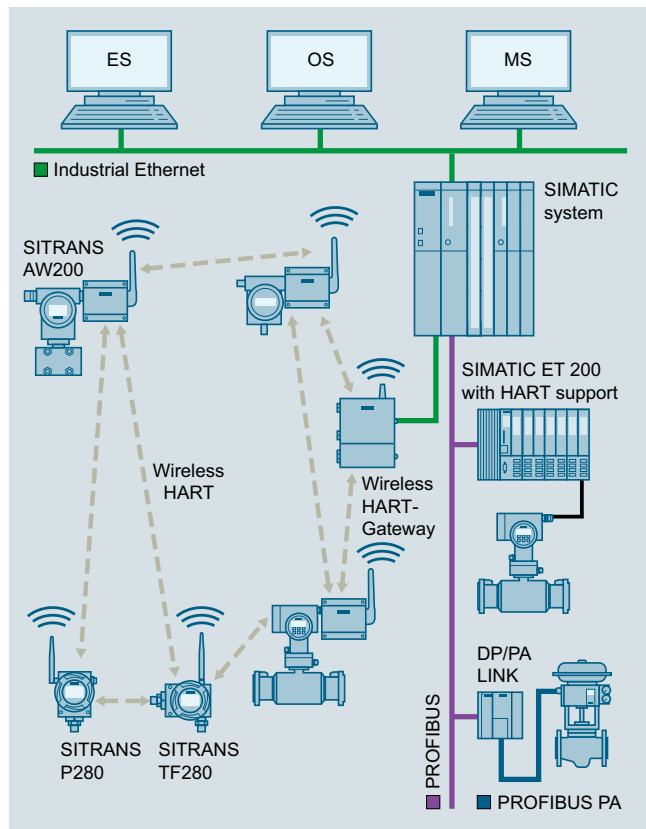 ES
OS
MS
Industrial Ethernet
SIMATIC
system
SITRANS
AW200
SIMATIC ET 200
with HART support
Wireless
HART
Wireless
HART-
Gateway
DP/PA
LINK
SITRANS
P280
SITRANS
TF280
PROFIBUS
PROFIBUS PA